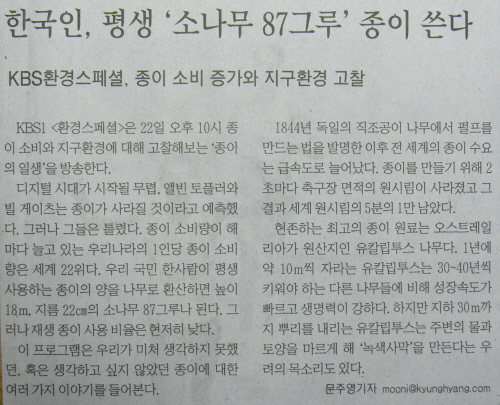 한국인, 평생 ‘소나무 87그루’ 종이 쓴다
KBS환경스페셜, 종이 소비 증가와 지구환경 고찰
KBS1 <환경스페셜>은 22일 오후 10시 종
이 소비와 지구환경에 대해 고찰해보는 ‘종이
의 일생’을 방송한다.
디지털 시대가 시작될 무렵, 앨빈 토플러와
빌 게이츠는 종이가 사라질 것이라고 예측했
다. 그러나 그들은 틀렸다. 종이 소비량이 해
마다 늘고 있는 우리나라의 1인당 종이 소비
량은 세계 22위다. 우리 국민 한사람이 평생
사용하는 종이의 양을 나무로 환산하면 높이
18m, 지름 22㎝의 소나무 87그루나 된다. 그
러나 재생 종이 사용 비율은 현저히 낮다.
이 프로그램은 우리가 미처 생각하지 못했
던, 혹은 생각하고 싶지 않았던 종이에 대한
여러 가지 이야기를 들어본다.
1844년 독일의 직조공이 나무에서 펄프를
만드는 법을 발명한 이후 전 세계의 종이 수요
는 급속도로 늘어났다. 종이를 만들기 위해 2
초마다 축구장 면적의 원시림이 사라졌고 그
결과 세계 원시림의 5분의 1만 남았다.
현존하는 최고의 종이 원료는 오스트레일
리아가 원산지인 유칼립투스 나무다. 1년에
약 10m씩 자라는 유칼립투스는 30~40년씩
키워야 하는 다른 나무들에 비해 성장속도가
빠르고 생명력이 강하다. 하지만 지하 30m까
지 뿌리를 내리는 유칼립투스는 주변의 물과
토양을 마르게 해 ‘녹색사막’을 만든다는 우
려의 목소리도 있다.
문주영기자 mooni@kyunghyang.com